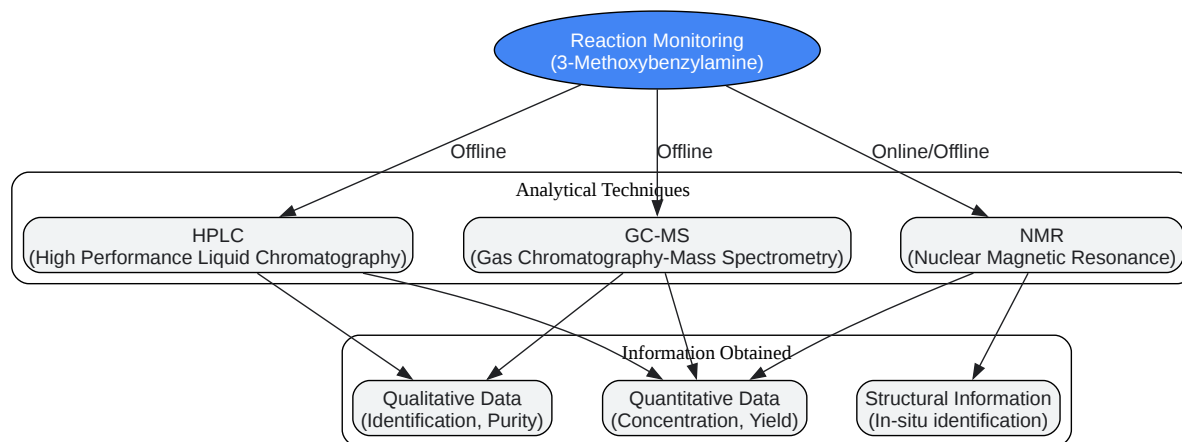 Reaction Monitoring
(3-Methoxybenzylamine)
Offline
Offline
Online/Offline
Analytical Techniques
HPLC
(High Performance Liquid Chromatography)
GC-MS
(Gas Chromatography-Mass Spectrometry)
NMR
(Nuclear Magnetic Resonance)
Information Obtained
Qualitative Data
(Identification, Purity)
Quantitative Data
(Concentration, Yield)
Structural Information
(In-situ identification)